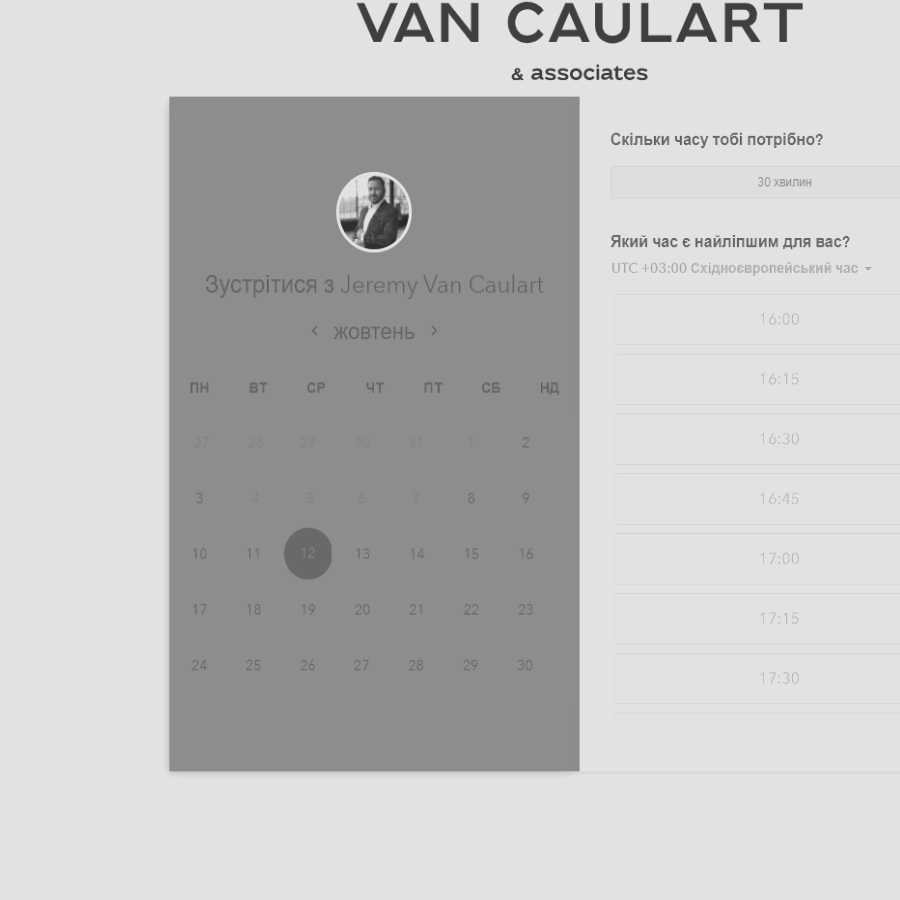 VAN CAULART
& associates
Зустрітися з Jeremy Van Caulart
жовтень
ПН ВТ СР ЧТ ПТ СБ НД
27 28 29 30 31 1 2
3 4 5 6 7 8 9
10 11 12 13 14 15 16
17 18 19 20 21 22 23
24 25 26 27 28 29 30
Скільки часу тобі потрібно?
30 хвилин
Який час є найліпшим для вас?
UTC +03:00 Східноєвропейський час
16:00
16:15
16:30
16:45
17:00
17:15
17:30